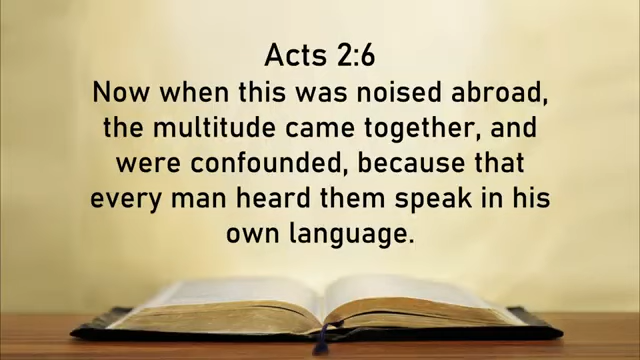 Acts 2:6
Now when this was noised abroad,
the multitude came together, and
were confounded, because that
every man heard them speak in his
own language.